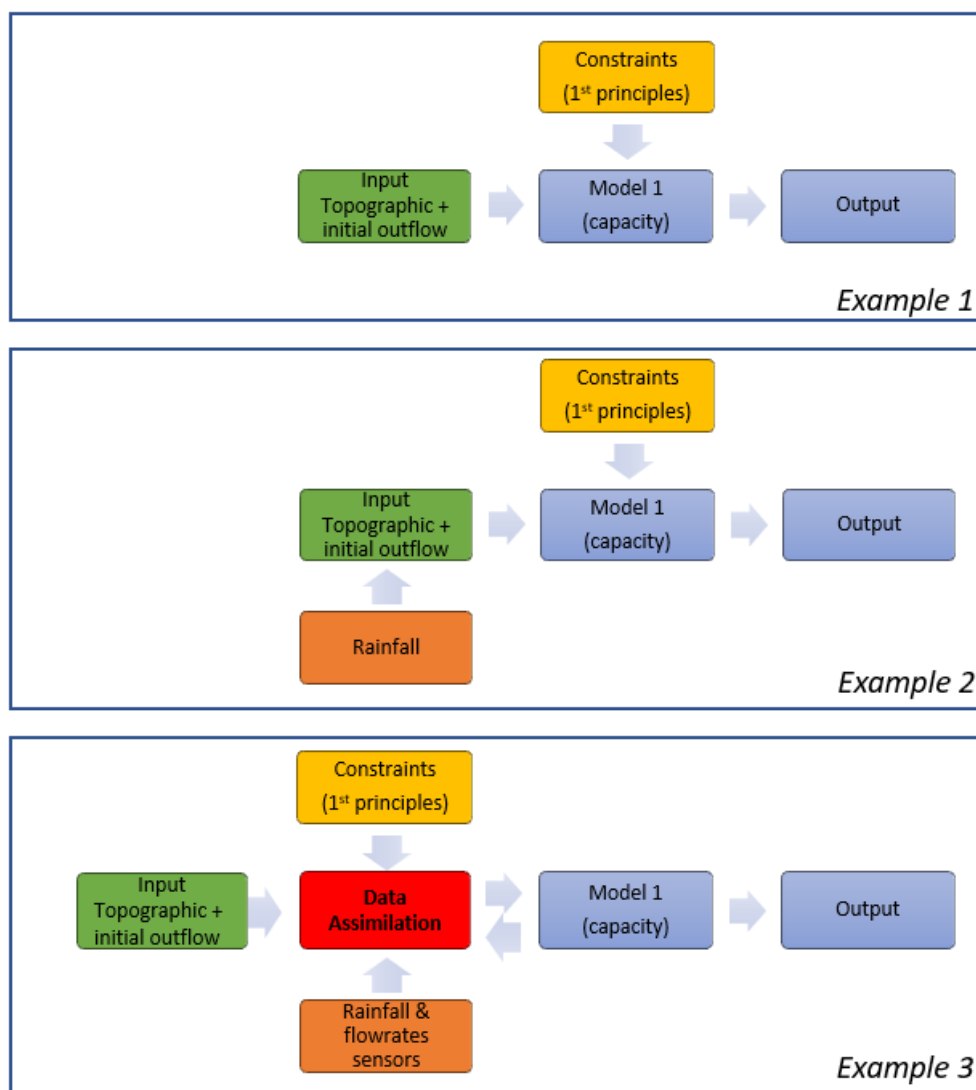 Constraints
(1st principles)
Input
Topographic +
initial outflow
Model 1
(capacity)
Output
Example 1
Constraints
(1st principles)
Input
Topographic +
initial outflow
Model 1
(capacity)
Output
Rainfall
Example 2
Constraints
(1st principles)
Input
Topographic +
initial outflow
Data
Assimilation
Model 1
(capacity)
Output
Rainfall &
flowrates
sensors
Example 3